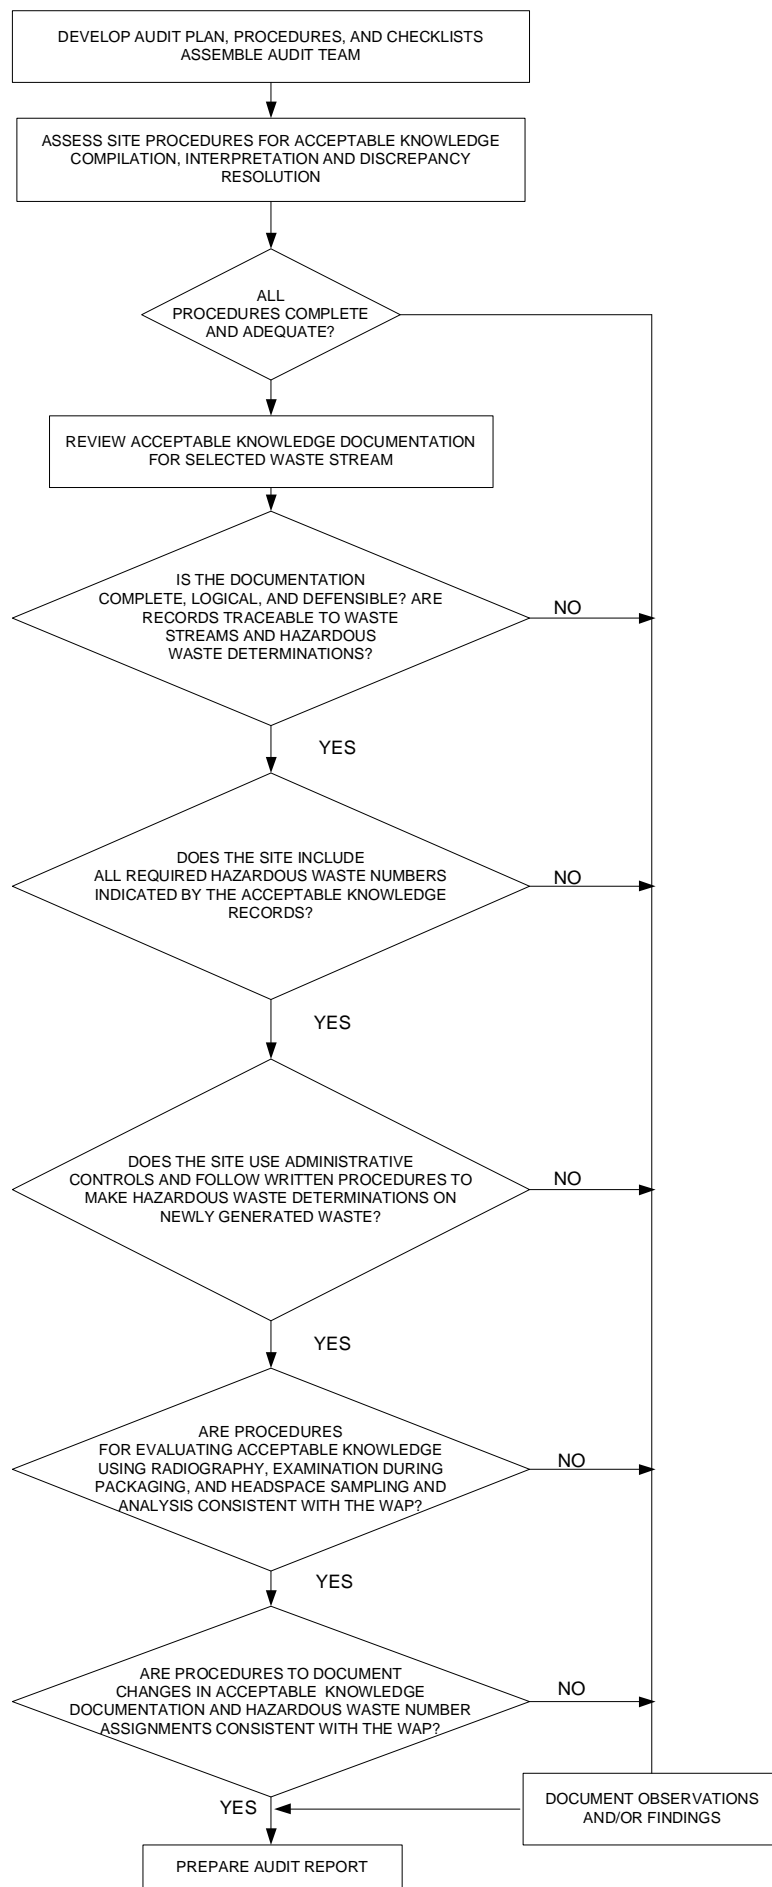 DEVELOP AUDIT PLAN, PROCEDURES, AND CHECKLISTS
ASSEMBLE AUDIT TEAM
ASSESS SITE PROCEDURES FOR ACCEPTABLE KNOWLEDGE
COMPILATION, INTERPRETATION AND DISCREPANCY
RESOLUTION
ALL
PROCEDURES COMPLETE
AND ADEQUATE?
REVIEW ACCEPTABLE KNOWLEDGE DOCUMENTATION
FOR SELECTED WASTE STREAM
IS THE DOCUMENTATION
COMPLETE, LOGICAL, AND DEFENSIBLE? ARE
RECORDS TRACEABLE TO WASTE
STREAMS AND HAZARDOUS
WASTE DETERMINATIONS?
NO
YES
DOES THE SITE INCLUDE
ALL REQUIRED HAZARDOUS WASTE NUMBERS
INDICATED BY THE ACCEPTABLE KNOWLEDGE
RECORDS?
NO
YES
DOES THE SITE USE ADMINISTRATIVE
CONTROLS AND FOLLOW WRITTEN PROCEDURES TO
MAKE HAZARDOUS WASTE DETERMINATIONS ON
NEWLY GENERATED WASTE?
NO
YES
ARE PROCEDURES
FOR EVALUATING ACCEPTABLE KNOWLEDGE
USING RADIOGRAPHY, EXAMINATION DURING
PACKAGING, AND HEADSPACE SAMPLING AND
ANALYSIS CONSISTENT WITH THE WAP?
NO
YES
ARE PROCEDURES TO DOCUMENT
CHANGES IN ACCEPTABLE KNOWLEDGE
DOCUMENTATION AND HAZARDOUS WASTE NUMBER
ASSIGNMENTS CONSISTENT WITH THE WAP?
NO
YES
DOCUMENT OBSERVATIONS
AND/OR FINDINGS
PREPARE AUDIT REPORT